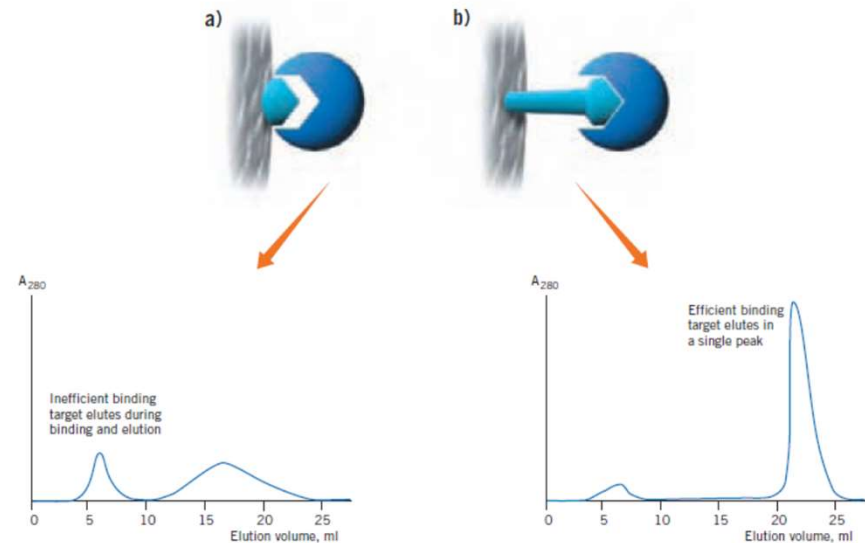 a)
b)
A280
Inefficient binding
target elutes during
binding and elution
0 5 10 15 20 25
Elution volume, ml
A280
Efficient binding
target elutes in
a single peak
0 5 10 15 20 25
Elution volume, ml